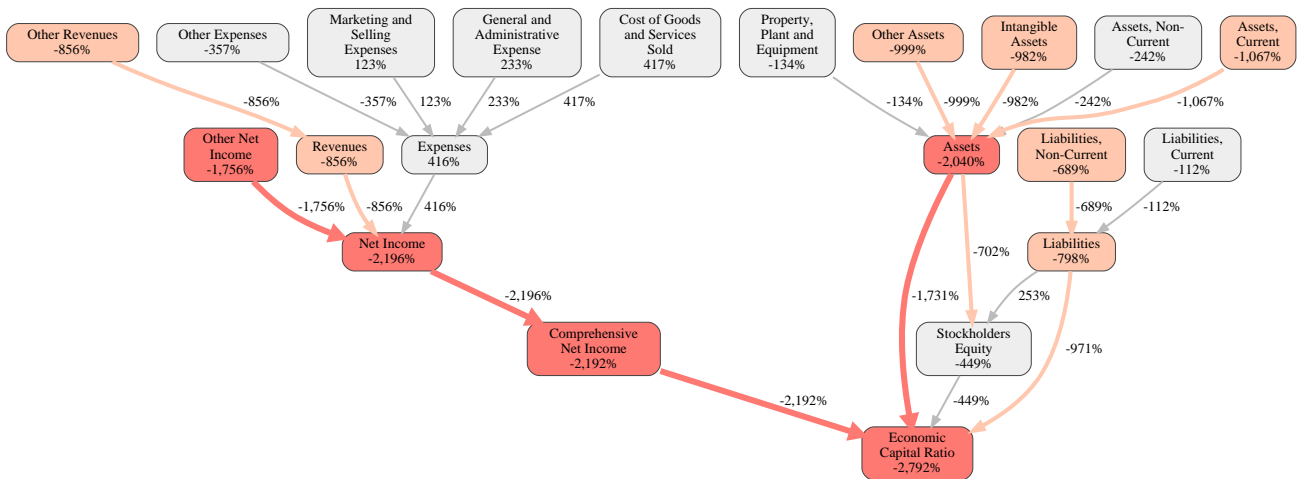 Other Revenues
-856%
Other Expenses
-357%
Marketing and
Selling
Expenses
123%
General and
Administrative
Expense
233%
Cost of Goods
and Services
Sold
417%
Property,
Plant and
Equipment
-134%
Other Assets
-999%
Intangible
Assets
-982%
Assets, Non-
Current
-242%
Assets,
Current
-1,067%
-856%
-357%
123%
233%
417%
-134%
-999%
-982%
-242%
-1,067%
Other Net
Income
-1,756%
Revenues
-856%
Expenses
416%
Assets
-2,040%
Liabilities,
Non-Current
-689%
Liabilities,
Current
-112%
-1,756%
-856%
416%
-689%
-112%
Net Income
-2,196%
-702%
Liabilities
-798%
-2,196%
-1,731%
253%
Comprehensive
Net Income
-2,192%
Stockholders
Equity
-449%
-971%
-2,192%
-449%
Economic
Capital Ratio
-2,792%